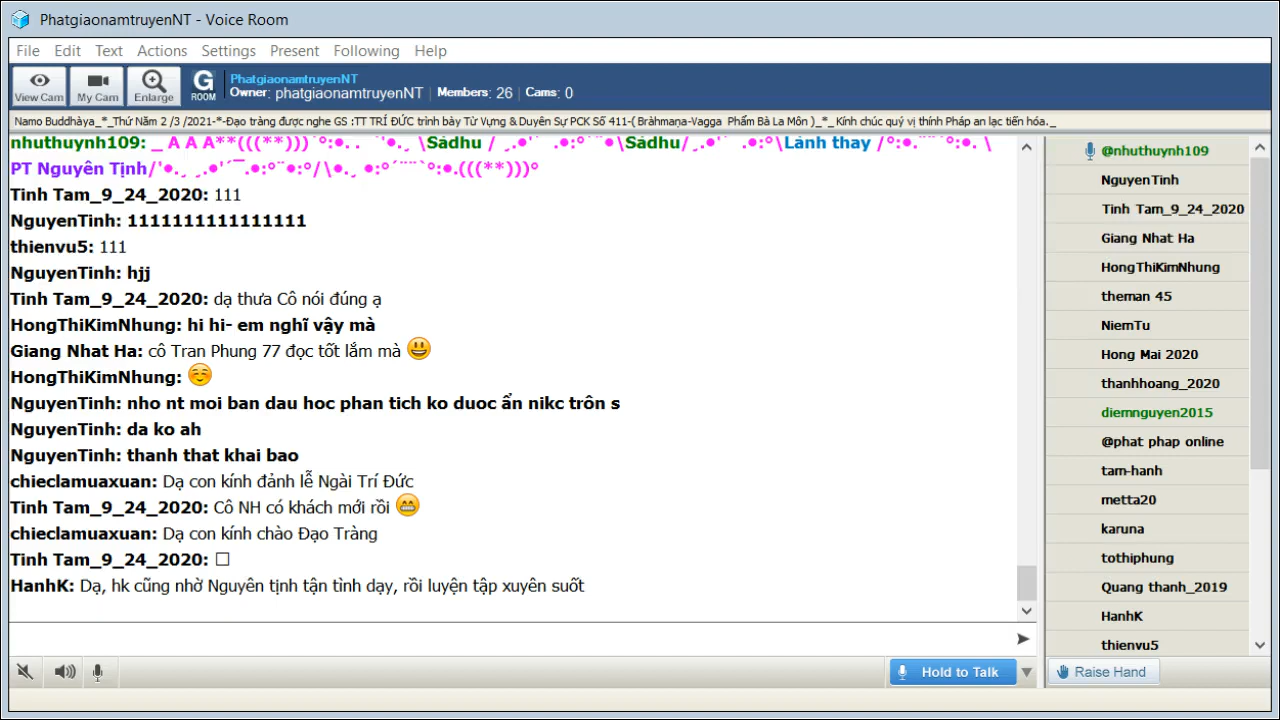 PhatgiaonamtruyenNT - Voice Room
File Edit Text Actions Settings Present Following Help
View Cam
My Cam
Enlarge
G ROOM
PhatgiaonamtruyenNT
Owner: phatgiaonamtruyenNT | Members: 26 | Cams: 0
Namo Buddhàya_*_Thứ Năm 2 /3 /2021-*-Đạo tràng được nghe GS :TT TRÍ ĐỨC trình bày Từ Vựng & Duyên Sự PCK Số 411-( Bràhmaṇa-Vagga Phẩm Bà La Môn )_*_ Kính chúc quý vị thính Pháp an lạc tiến hóa._
nhuthuynh109: _ A A A**(((**)))`°:•. . ¨`'•.¸ \Sàdhu / ¸.•'´¨ .•:°¨•\Sàdhu/¸.•'´¨ .•:°\Lành thay /°:•.¨¨¨°:•. \
PT Nguyên Tịnh/'•.¸ ¸.•'´¯.•:°¨•:°/\•.¸ •:°´¨¨`°:•.(((**)))°
Tinh Tam_9_24_2020: 111
NguyenTinh: 1111111111111111
thienvu5: 111
NguyenTinh: hjj
Tinh Tam_9_24_2020: dạ thưa Cô nói đúng ạ
HongThiKimNhung: hi hi- em nghĩ vậy mà
Giang Nhat Ha: cô Tran Phung 77 đọc tốt lắm mà 😃
HongThiKimNhung: ☺️
NguyenTinh: nho nt moi ban dau hoc phan tich ko duoc ẩn nikc trôn s
NguyenTinh: da ko ah
NguyenTinh: thanh that khai bao
chieclamuaxuan: Dạ con kính đảnh lễ Ngài Trí Đức
Tinh Tam_9_24_2020: Cô NH có khách mới rồi 😁
chieclamuaxuan: Dạ con kính chào Đạo Tràng
Tinh Tam_9_24_2020: □
HanhK: Dạ, hk cũng nhờ Nguyên tịnh tận tình dạy, rồi luyện tập xuyên suốt
@nhuthuynh109
NguyenTinh
Tinh Tam_9_24_2020
Giang Nhat Ha
HongThiKimNhung
theman 45
NiemTu
Hong Mai 2020
thanhhoang_2020
diemnguyen2015
@phat phap online
tam-hanh
metta20
karuna
tothiphung
Quang thanh_2019
HanhK
thienvu5
Hold to Talk
Raise Hand